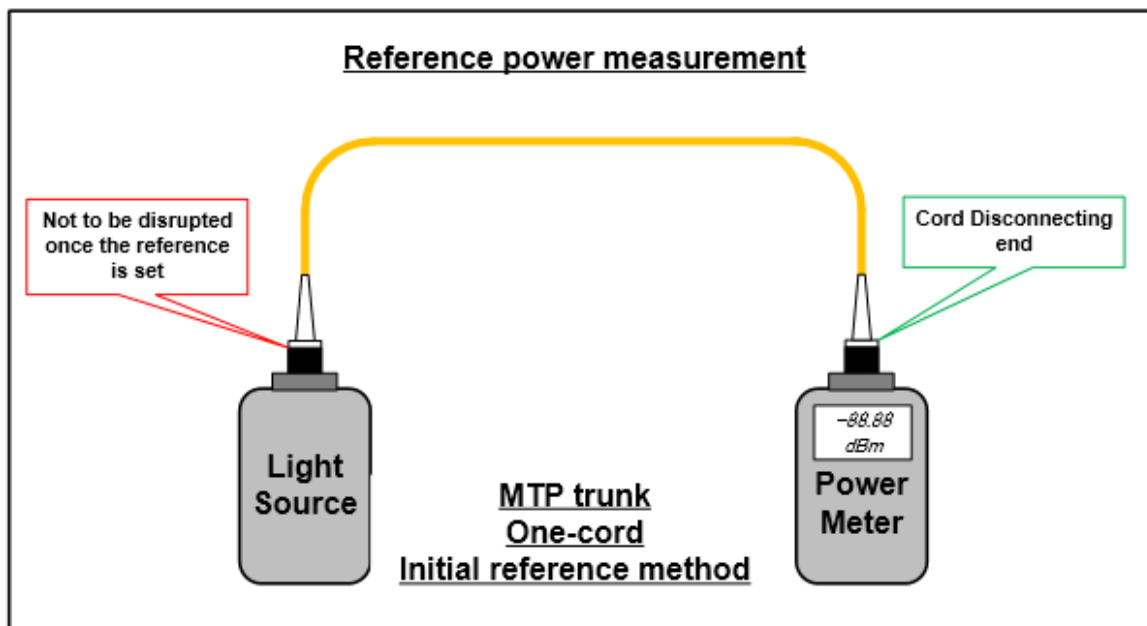 Reference power measurement
Not to be disrupted
once the reference
is set
Cord Disconnecting
end
Light
Source
-88.88
dBm
Power
Meter
MTP trunk
One-cord
Initial reference method